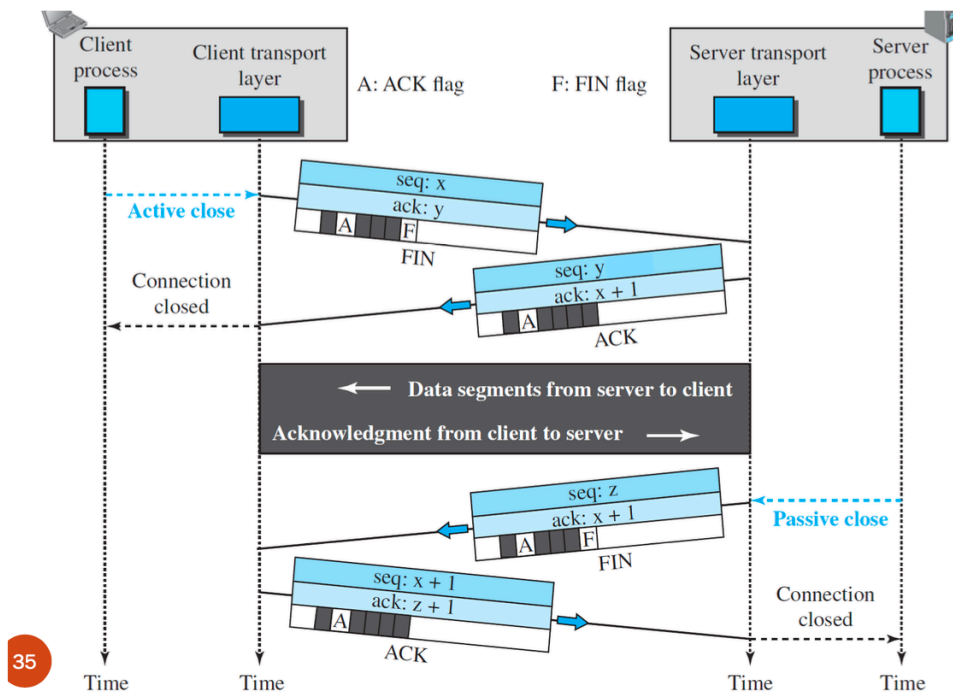 Client
process
Client transport
layer
A: ACK flag
F: FIN flag
Server transport
layer
Server
process
Active close
seq: x
ack: y
A F
FIN
Connection
closed
seq: y
ack: x + 1
A
ACK
Data segments from server to client
Acknowledgment from client to server
seq: z
ack: x + 1
A F
FIN
Passive close
seq: x + 1
ack: z + 1
A
ACK
Connection
closed
35
Time
Time
Time
Time